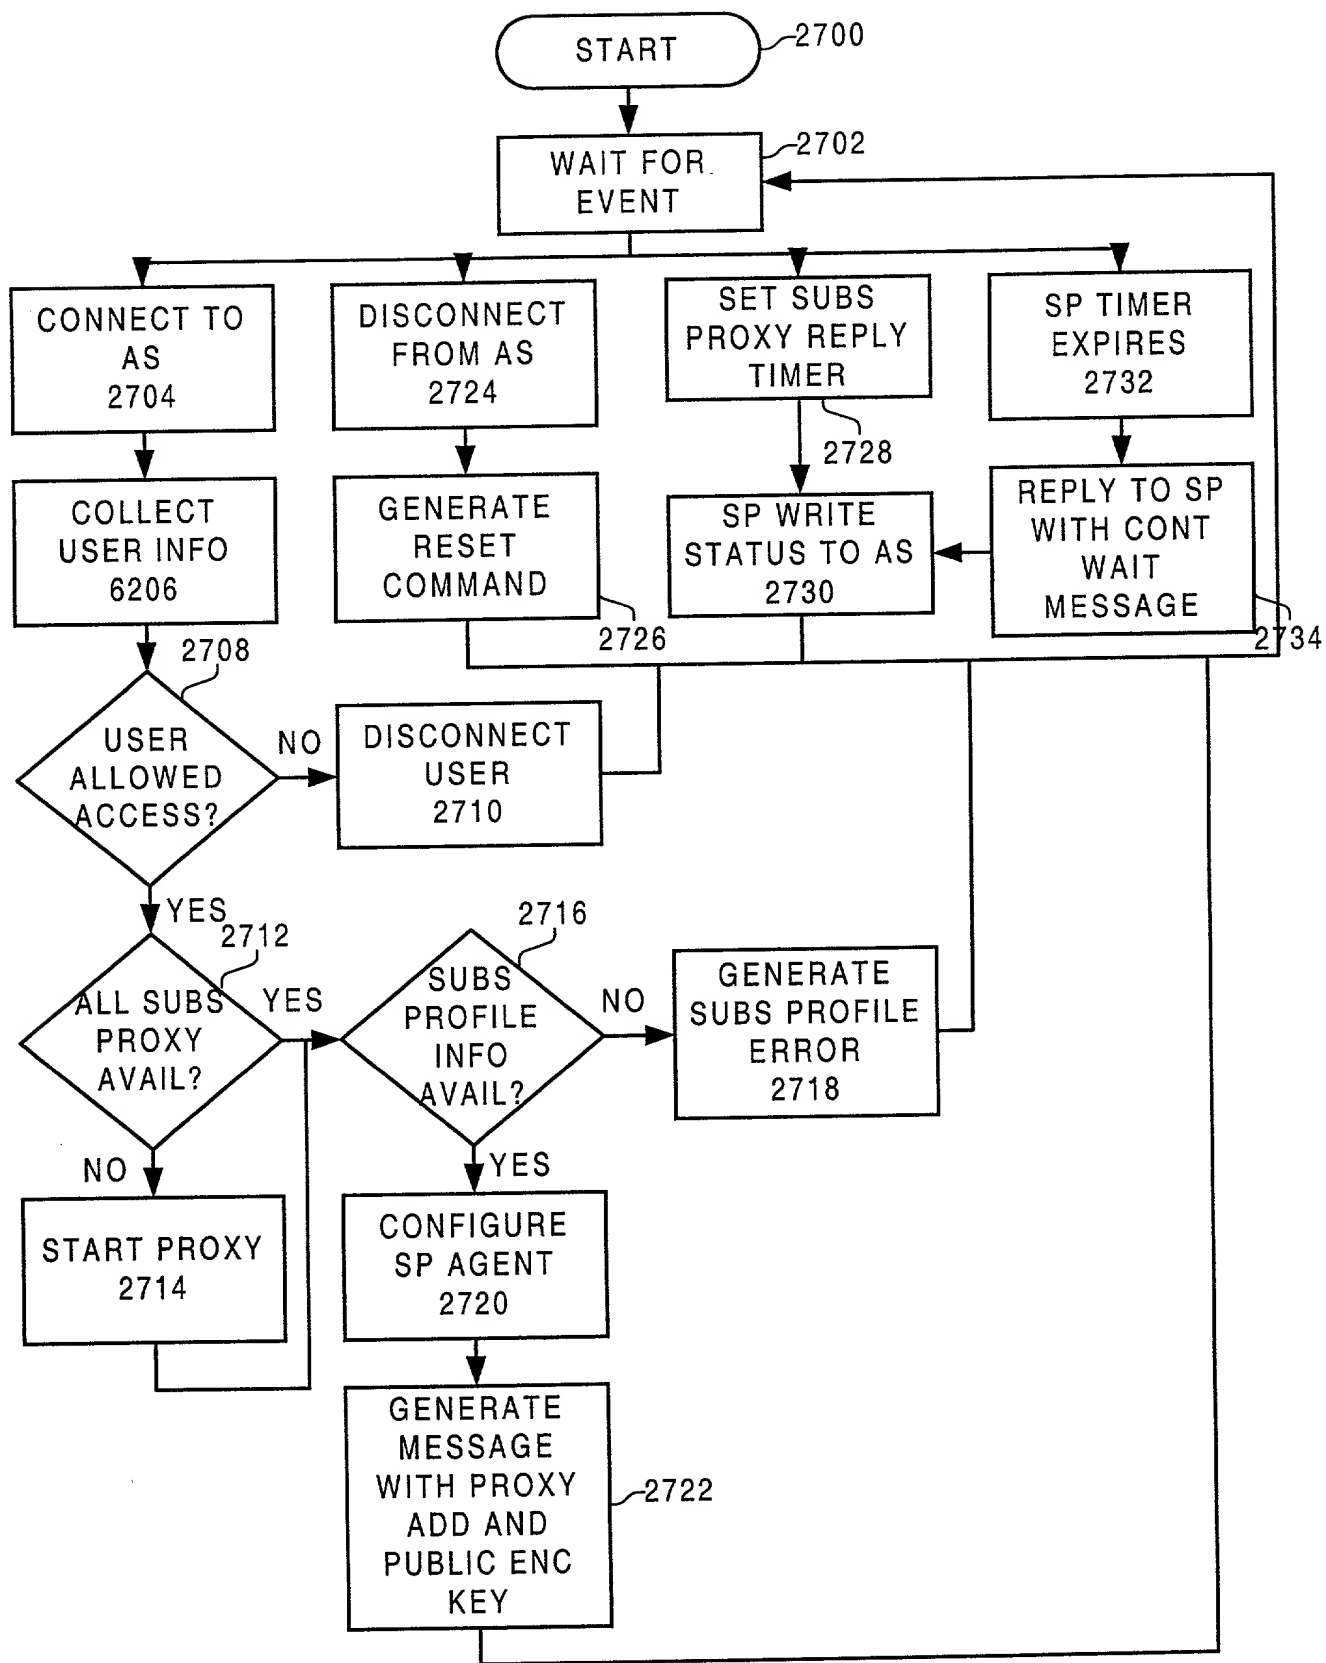 START
2700
WAIT FOR.
EVENT
2702
CONNECT TO
AS
2704
DISCONNECT
FROM AS
2724
SET SUBS
PROXY REPLY
TIMER
2728
SP TIMER
EXPIRES
2732
COLLECT
USER INFO
6206
GENERATE
RESET
COMMAND
2726
SP WRITE
STATUS TO AS
2730
REPLY TO SP
WITH CONT
WAIT
MESSAGE
2734
2708
USER
ALLOWED
ACCESS?
NO
DISCONNECT
USER
2710
YES
2712
ALL SUBS
PROXY
AVAIL?
YES
2716
SUBS
PROFILE
INFO
AVAIL?
NO
GENERATE
SUBS PROFILE
ERROR
2718
NO
START PROXY
2714
YES
CONFIGURE
SP AGENT
2720
GENERATE
MESSAGE
WITH PROXY
ADD AND
PUBLIC ENC
KEY
2722